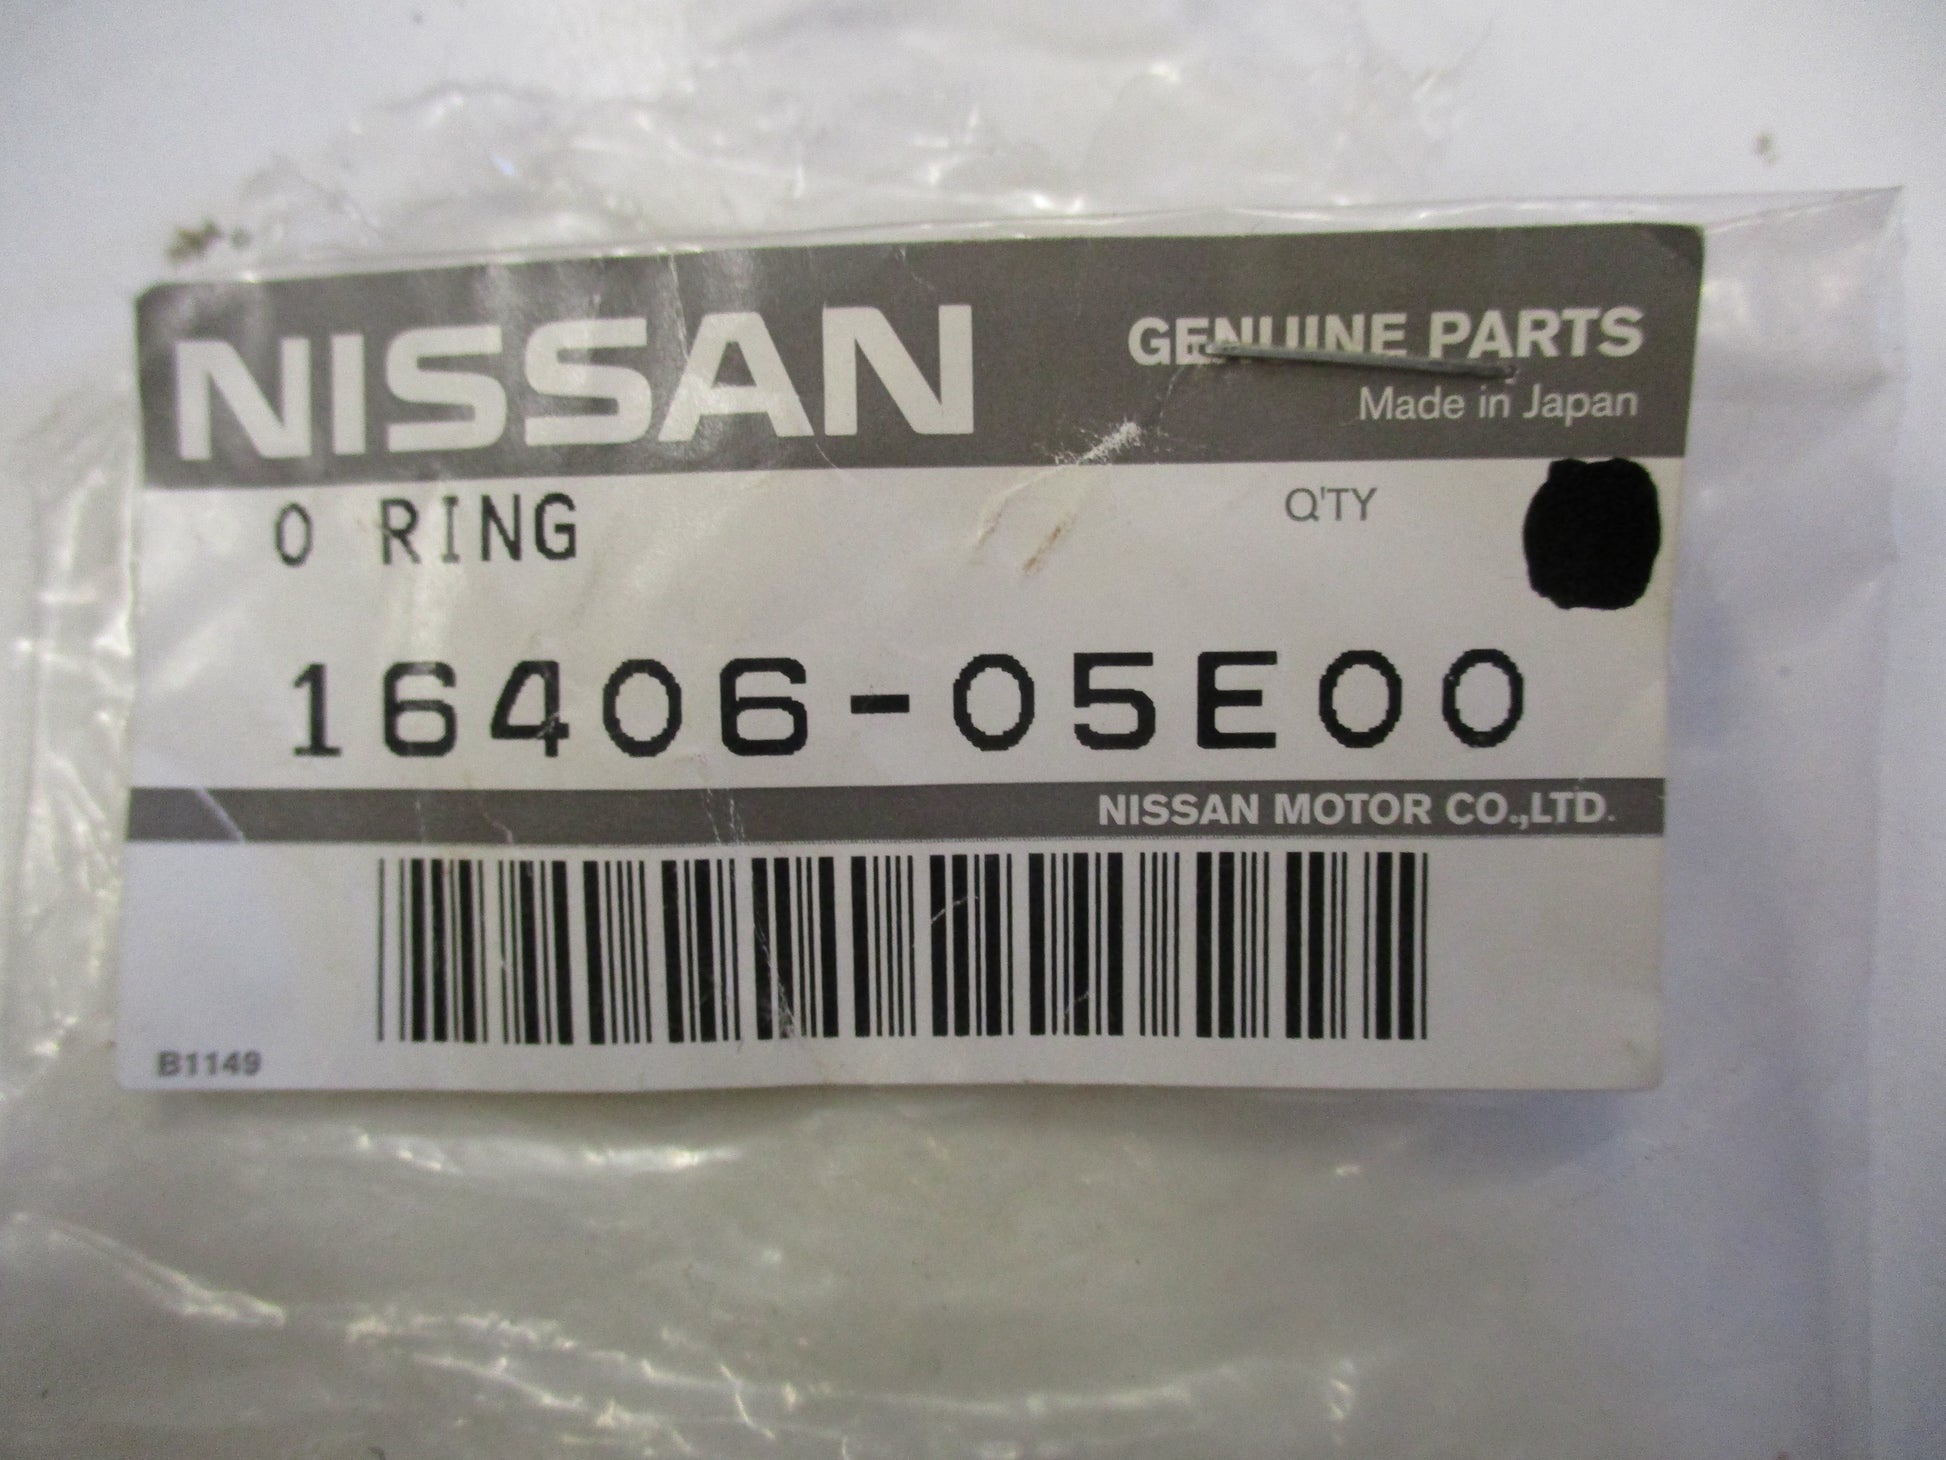 NISSAN
GENUINE PARTS
Made in Japan
O RING
Q'TY
16406-05E00
NISSAN MOTOR CO.,LTD.
B1149